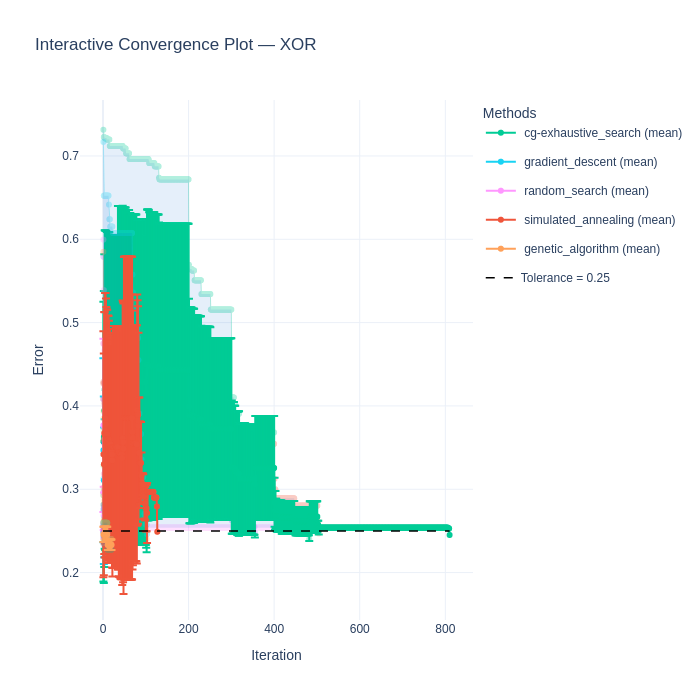 Interactive Convergence Plot — XOR
Methods
cg-exhaustive_search (mean)
gradient_descent (mean)
random_search (mean)
simulated_annealing (mean)
genetic_algorithm (mean)
Tolerance = 0.25
Error
0.7
0.6
0.5
0.4
0.3
0.2
0
200
400
600
800
Iteration